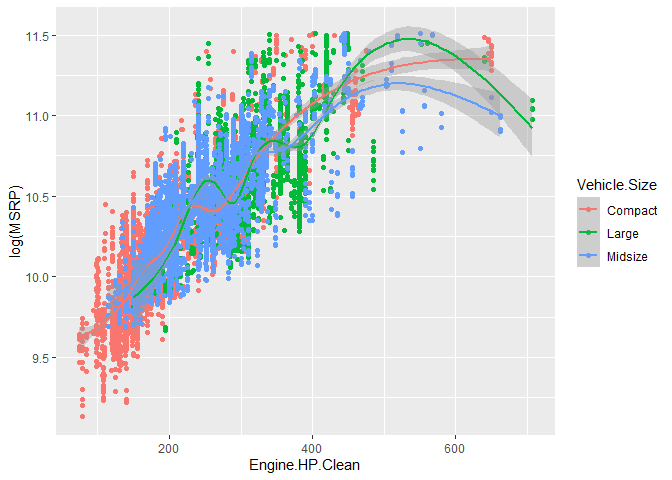 11.5
11.0
10.5
10.0
9.5
log(MSRP)
200
400
600
Engine.HP.Clean
Vehicle.Size
Compact
Large
Midsize